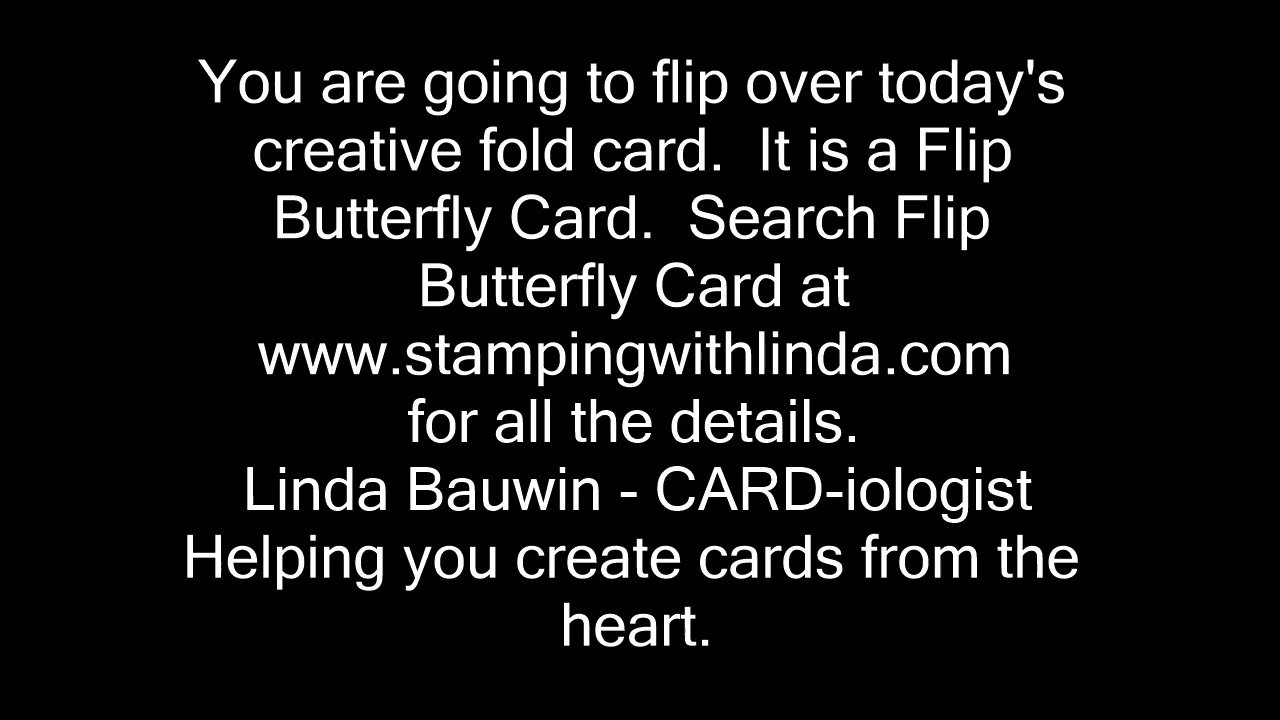 You are going to flip over today's
creative fold card.  It is a Flip
Butterfly Card.  Search Flip
Butterfly Card at
www.stampingwithlinda.com
for all the details.
Linda Bauwin - CARD-iologist
Helping you create cards from the
heart.